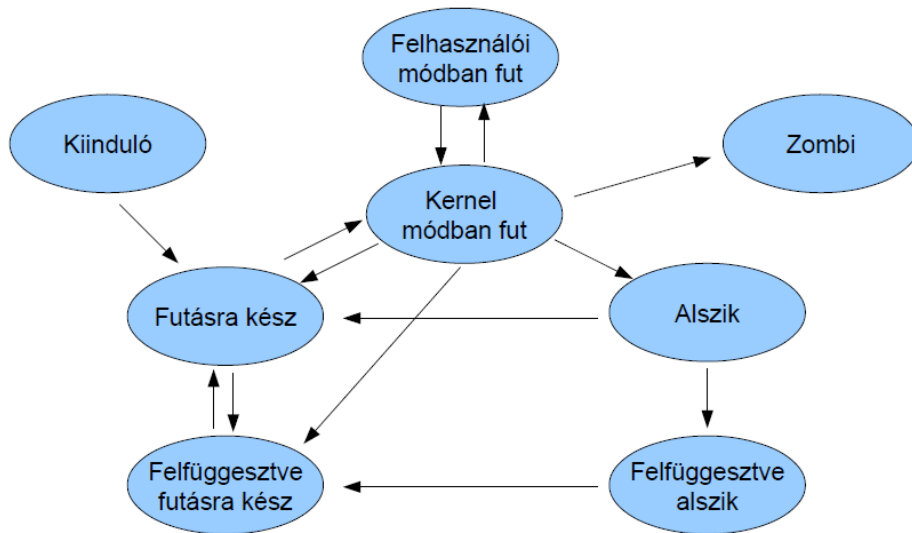 Felhasználói
módban fut
Kiinduló
Zombi
Kernel
módban fut
Futásra kész
Alszik
Felfüggesztve
futásra kész
Felfüggesztve
alszik